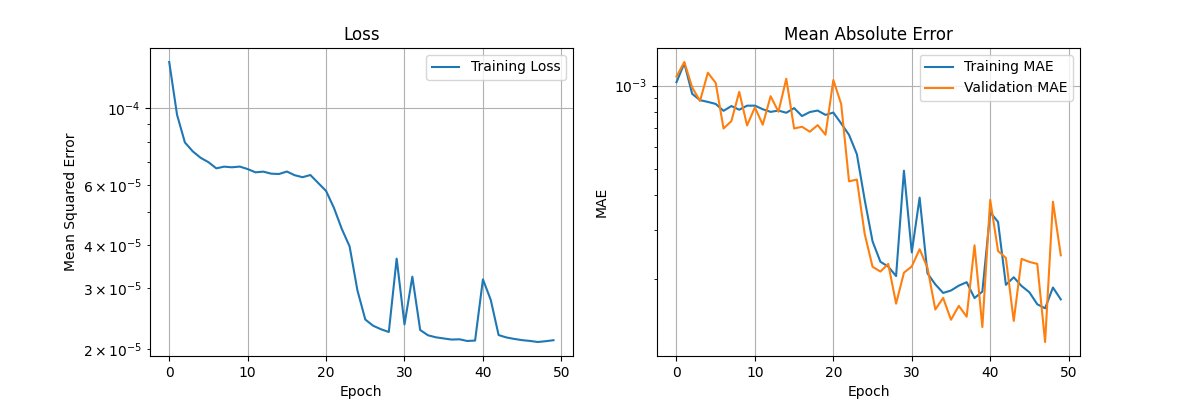 Loss
Training Loss
10⁻⁴
6 × 10⁻⁵
4 × 10⁻⁵
3 × 10⁻⁵
2 × 10⁻⁵
Mean Squared Error
0 10 20 30 40 50
Epoch
Mean Absolute Error
Training MAE
Validation MAE
10⁻³
MAE
0 10 20 30 40 50
Epoch